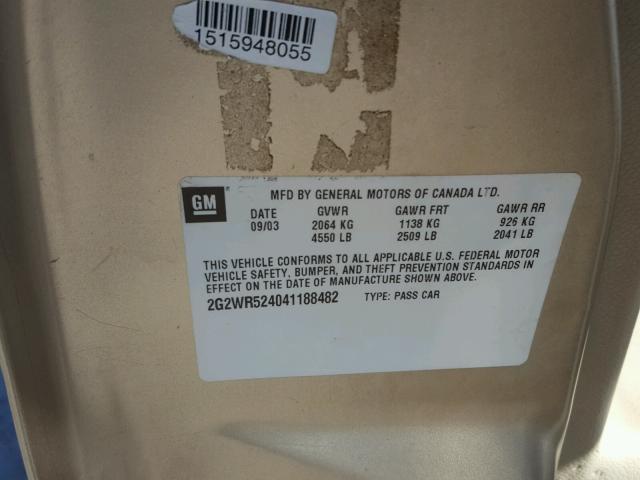 1515948055
GM
MFD BY GENERAL MOTORS OF CANADA LTD.
DATE GVWR GAWR FRT GAWR RR
09/03 2064 KG 1138 KG 926 KG
4550 LB 2509 LB 2041 LB
THIS VEHICLE CONFORMS TO ALL APPLICABLE U.S. FEDERAL MOTOR
VEHICLE SAFETY, BUMPER, AND THEFT PREVENTION STANDARDS IN
EFFECT ON THE DATE OF MANUFACTURE SHOWN ABOVE.
2G2WR524041188482 TYPE: PASS CAR